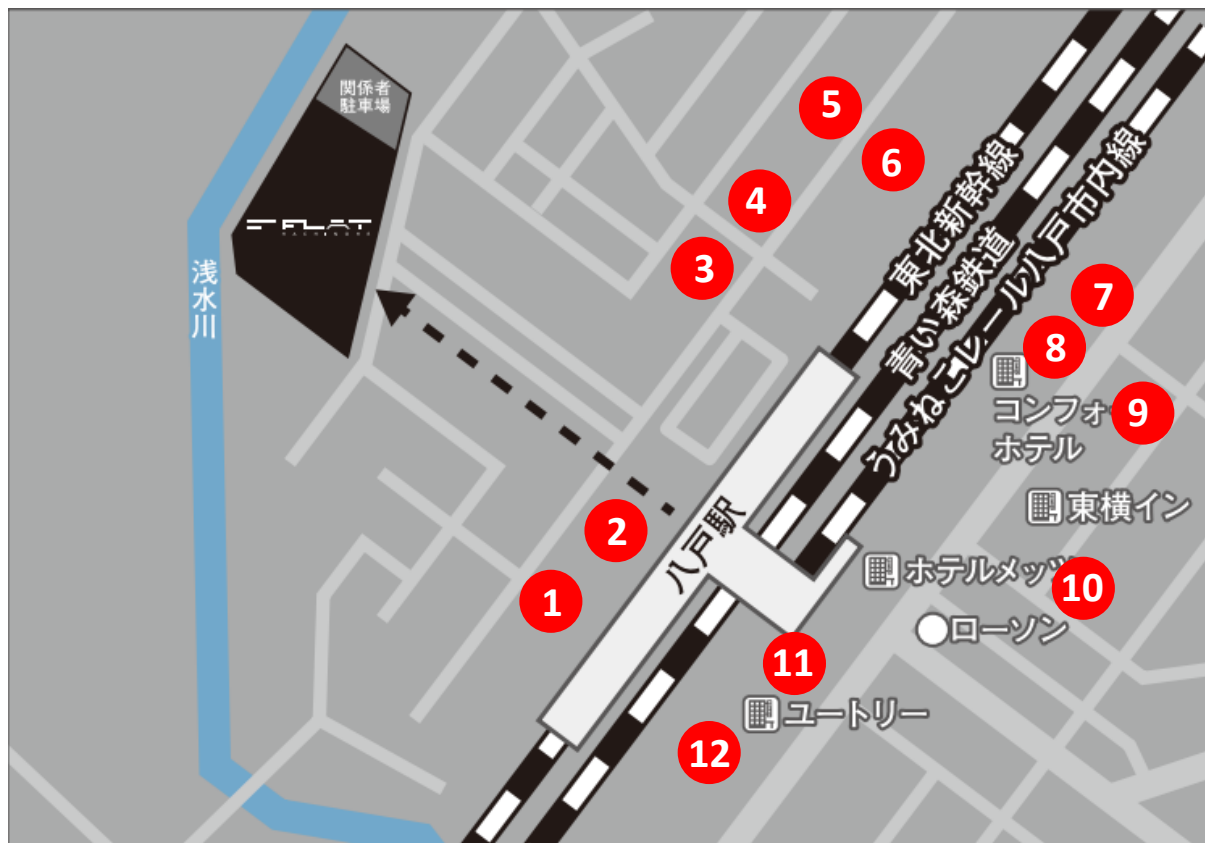 関係者
駐車場
FLAT
HACHINOHE
浅水川
5
6
4
3
東北新幹線
青い森鉄道
うみねこレール八戸市内線
7
8
コンフォ
9
ホテル
東横イン
2
八戸駅
1
ホテルメッツ
10
ローソン
11
ユートリー
12